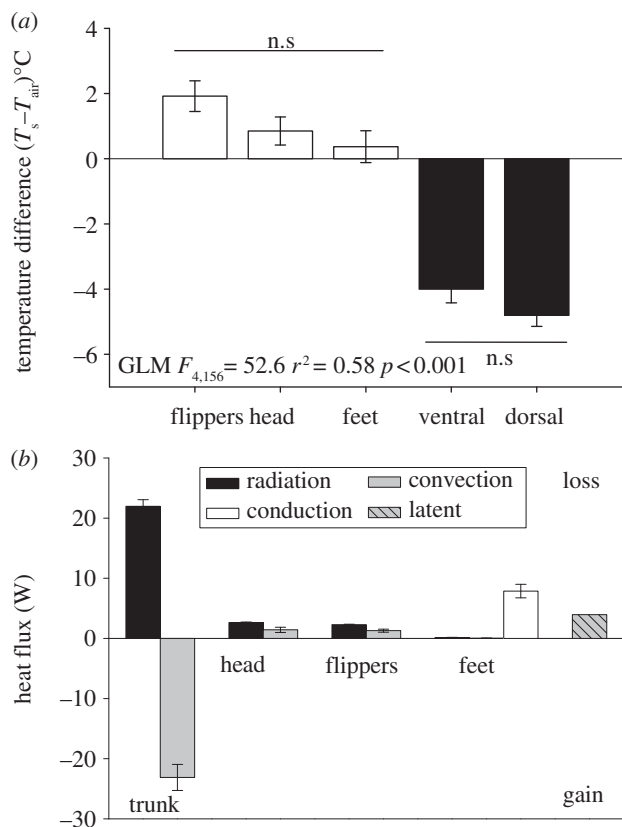 (a)
temperature difference (Ts–Tair)°C
4
2
0
–2
–4
–6
n.s
n.s
GLM F4,156= 52.6 r2 = 0.58 p < 0.001
flippers head feet ventral dorsal
(b)
heat flux (W)
30
20
10
0
–10
–20
–30
radiation convection
conduction latent
loss
head flippers feet
trunk
gain